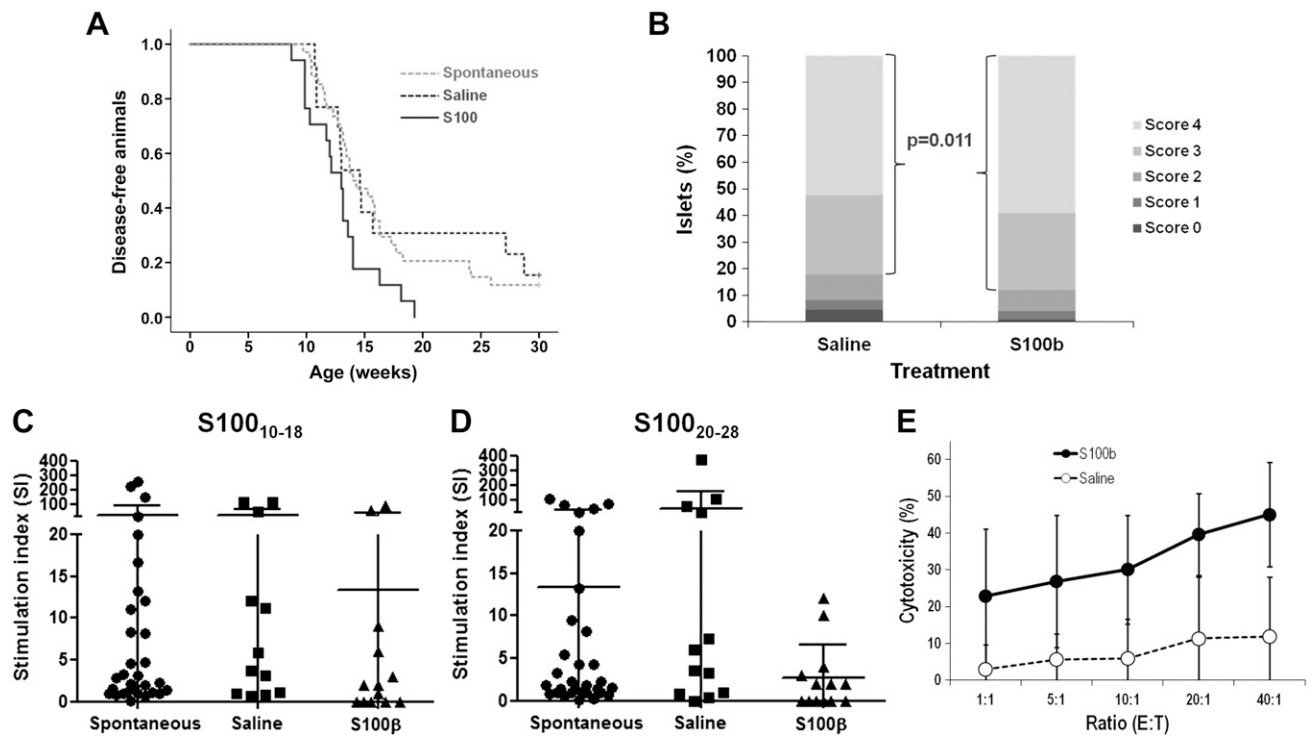 A
1.0
0.8
0.6
0.4
0.2
0.0
Disease-free animals
Spontaneous
Saline
S100
0 5 10 15 20 25 30
Age (weeks)
B
100
90
80
70
60
50
40
30
20
10
0
Islets (%)
p=0.011
Score 4
Score 3
Score 2
Score 1
Score 0
Saline S100b
Treatment
C
S100₁₀₋₁₈
Stimulation index (SI)
400
300
200
100
20
15
10
5
0
Spontaneous Saline S100β
D
S100₂₀₋₂₈
Stimulation index (SI)
400
300
200
100
20
15
10
5
0
Spontaneous Saline S100β
E
S100b
Saline
Cytotoxicity (%)
60
50
40
30
20
10
0
1:1 5:1 10:1 20:1 40:1
Ratio (E:T)